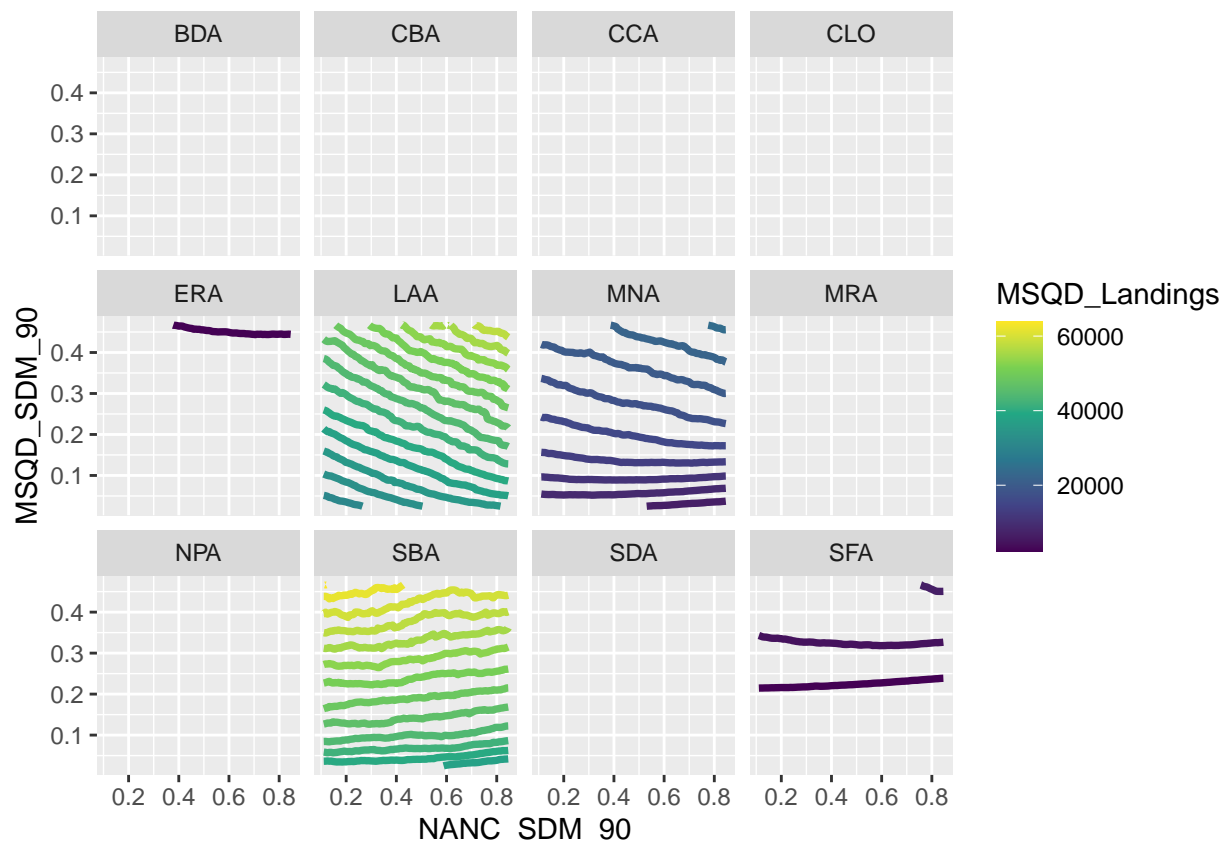 BDA CBA CCA CLO
0.4
0.3
0.2
0.1
ERA LAA MNA MRA
0.4
0.3
0.2
0.1
NPA SBA SDA SFA
0.4
0.3
0.2
0.1
0.2 0.4 0.6 0.8 0.2 0.4 0.6 0.8 0.2 0.4 0.6 0.8 0.2 0.4 0.6 0.8
NANC_SDM_90
MSQD_SDM_90
MSQD_Landings
60000
40000
20000